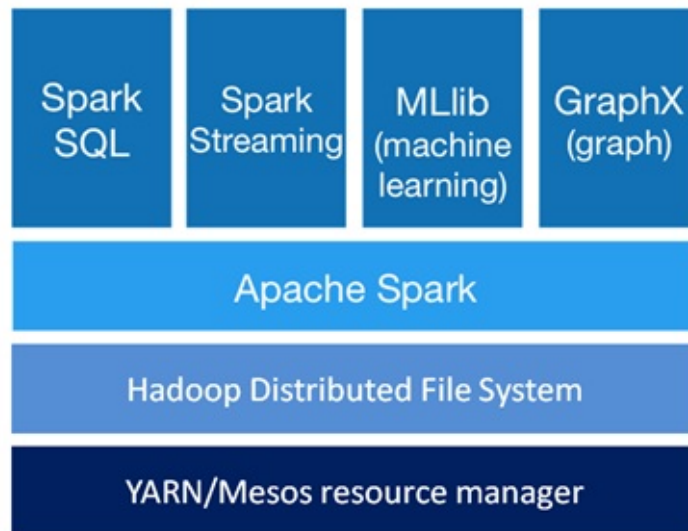 Spark
SQL
Spark
Streaming
MLlib
(machine
learning)
GraphX
(graph)
Apache Spark
Hadoop Distributed File System
YARN/Mesos resource manager